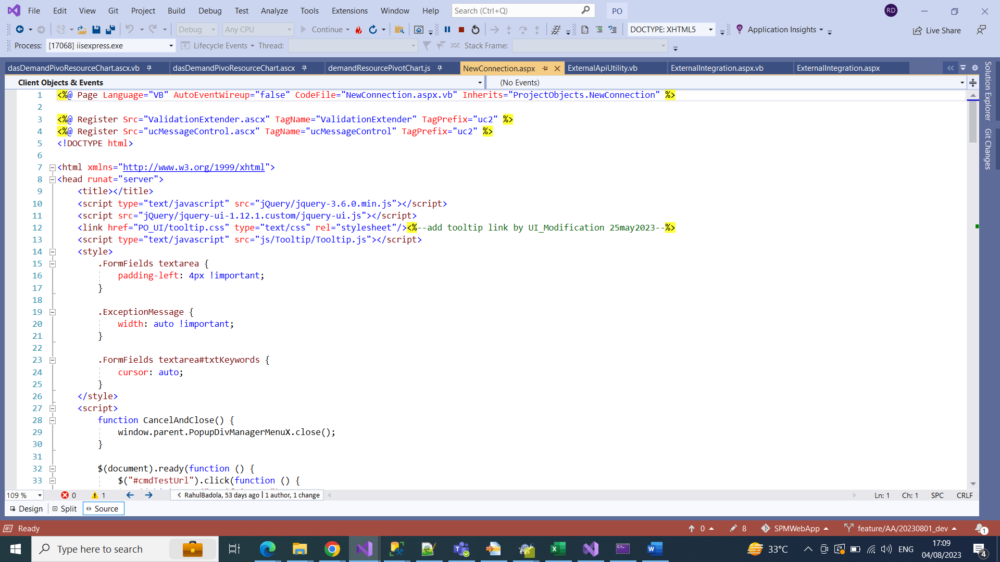 File Edit View Git Project Build Debug Test Analyze Tools Extensions Window Help Search (Ctrl+Q) PO RD
Debug Any CPU Continue DOCTYPE: XHTML5 Application Insights Live Share
Process: [17068] iisexpress.exe Lifecycle Events Thread: Stack Frame:
dasDemandPivoResourceChart.ascx.vb dasDemandPivoResourceChart.ascx demandResourcePivotChart.js NewConnection.aspx ExternalApiUtility.vb ExternalIntegration.aspx.vb ExternalIntegration.aspx
Client Objects & Events (No Events)
1 <%@ Page Language="VB" AutoEventWireup="false" CodeFile="NewConnection.aspx.vb" Inherits="ProjectObjects.NewConnection" %>
2
3 <%@ Register Src="ValidationExtender.ascx" TagName="ValidationExtender" TagPrefix="uc2" %>
4 <%@ Register Src="ucMessageControl.ascx" TagName="ucMessageControl" TagPrefix="uc2" %>
5 <!DOCTYPE html>
6
7 <html xmlns="http://www.w3.org/1999/xhtml">
8 <head runat="server">
9 <title></title>
10 <script type="text/javascript" src="jQuery/jquery-3.6.0.min.js"></script>
11 <script src="jQuery/jquery-ui-1.12.1.custom/jquery-ui.js"></script>
12 <link href="PO_UI/tooltip.css" type="text/css" rel="stylesheet"/><%--add tooltip link by UI_Modification 25may2023--%>
13 <script type="text/javascript" src="js/Tooltip/Tooltip.js"></script>
14 <style>
15 .FormFields textarea {
16 padding-left: 4px !important;
17 }
18
19 .ExceptionMessage {
20 width: auto !important;
21 }
22
23 .FormFields textarea#txtKeywords {
24 cursor: auto;
25 }
26 </style>
27 <script>
28 function CancelAndClose() {
29 window.parent.PopupDivManagerMenuX.close();
30 }
31
32 $(document).ready(function () {
33 $("#cmdTestUrl").click(function () {
109 % 0 1 RahulBadola, 53 days ago | 1 author, 1 change Ln: 1 Ch: 1 SPC CRLF
Design Split Source
Ready 0 8 SPMWebApp feature/AA/20230801_dev 1
Solution Explorer
Git Changes
Type here to search 33°C ENG 17:09
04/08/2023 4